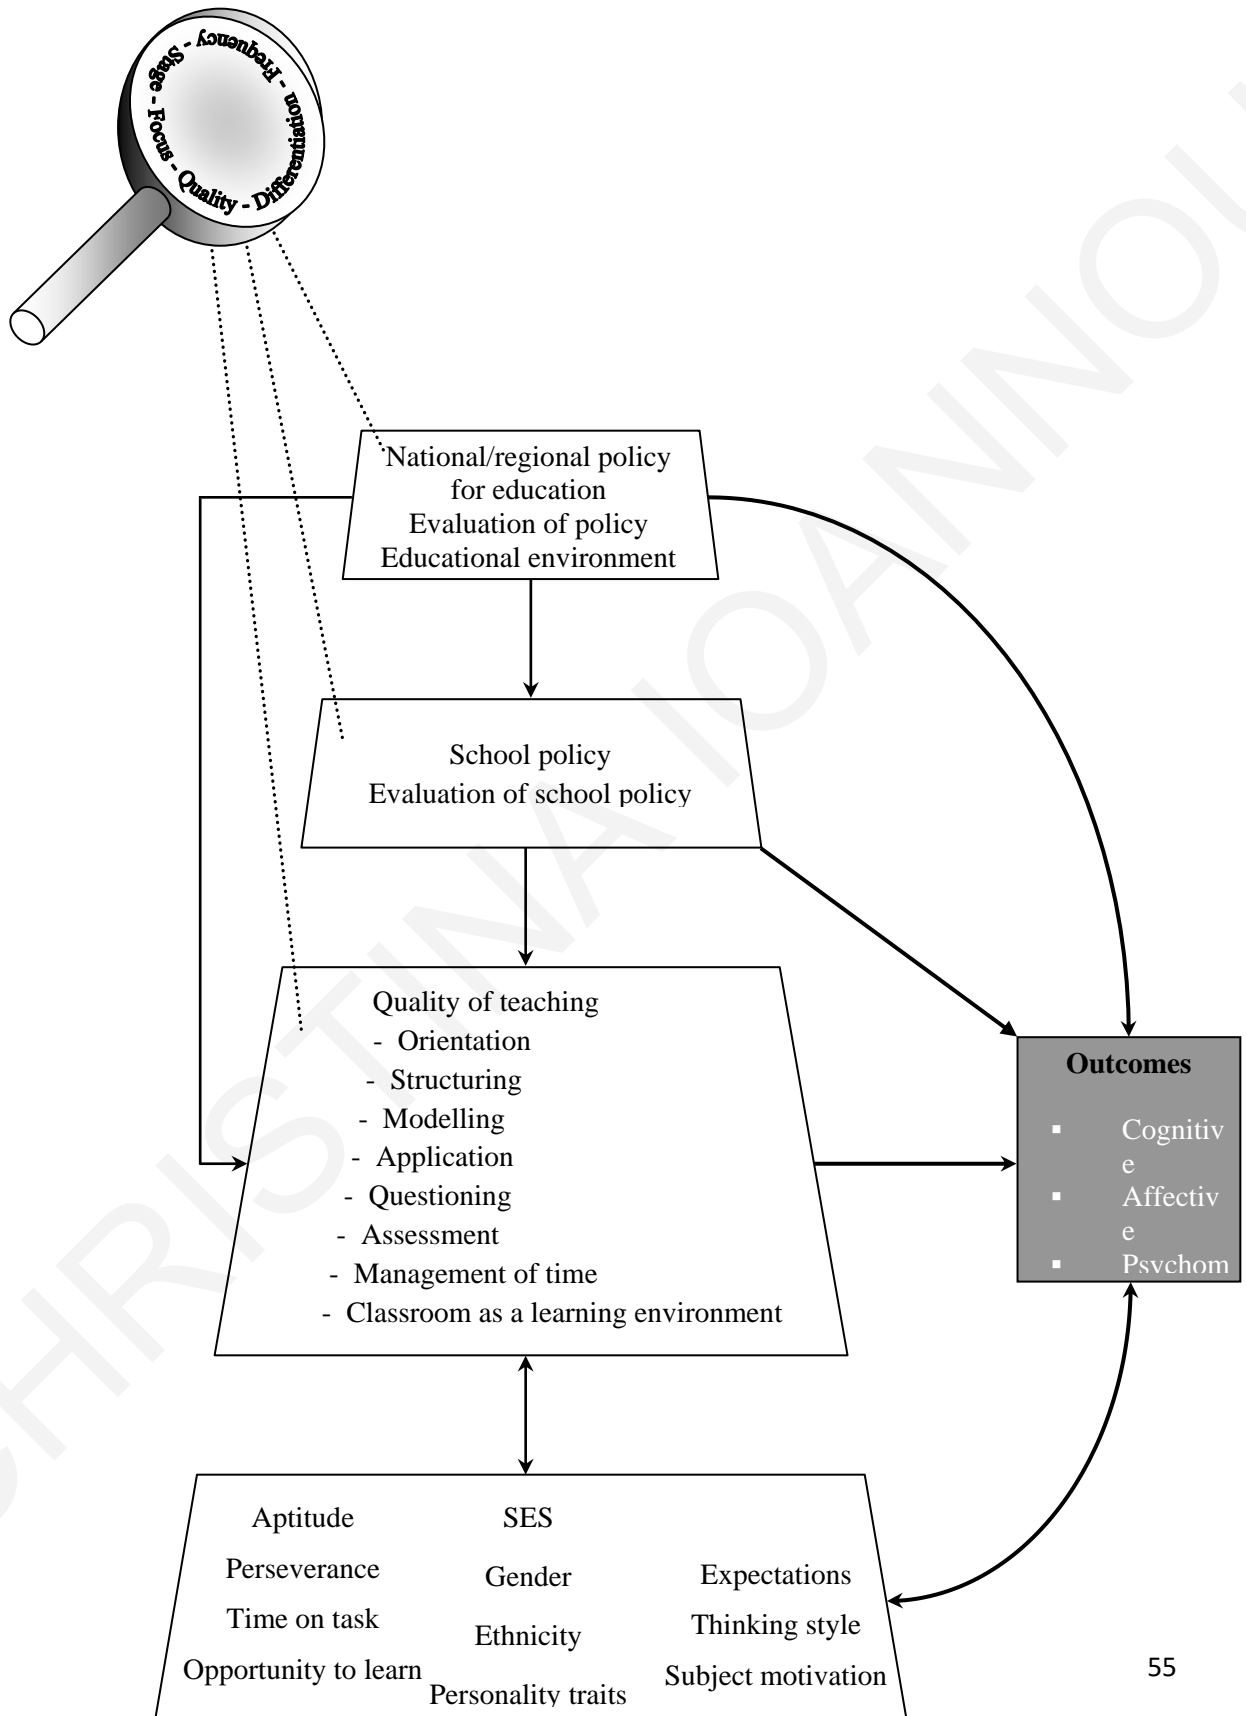 Frequency - Stage - Focus - Quality - Differentiation -
National/regional policy
for education
Evaluation of policy
Educational environment
School policy
Evaluation of school policy
Quality of teaching
- Orientation
- Structuring
- Modelling
- Application
- Questioning
- Assessment
- Management of time
- Classroom as a learning environment
Outcomes
▪ Cognitiv
e
▪ Affectiv
e
▪ Psychom
Aptitude
Perseverance
Time on task
Opportunity to learn
SES
Gender
Ethnicity
Personality traits
Expectations
Thinking style
Subject motivation
55
CHRISTINA IOANNOU